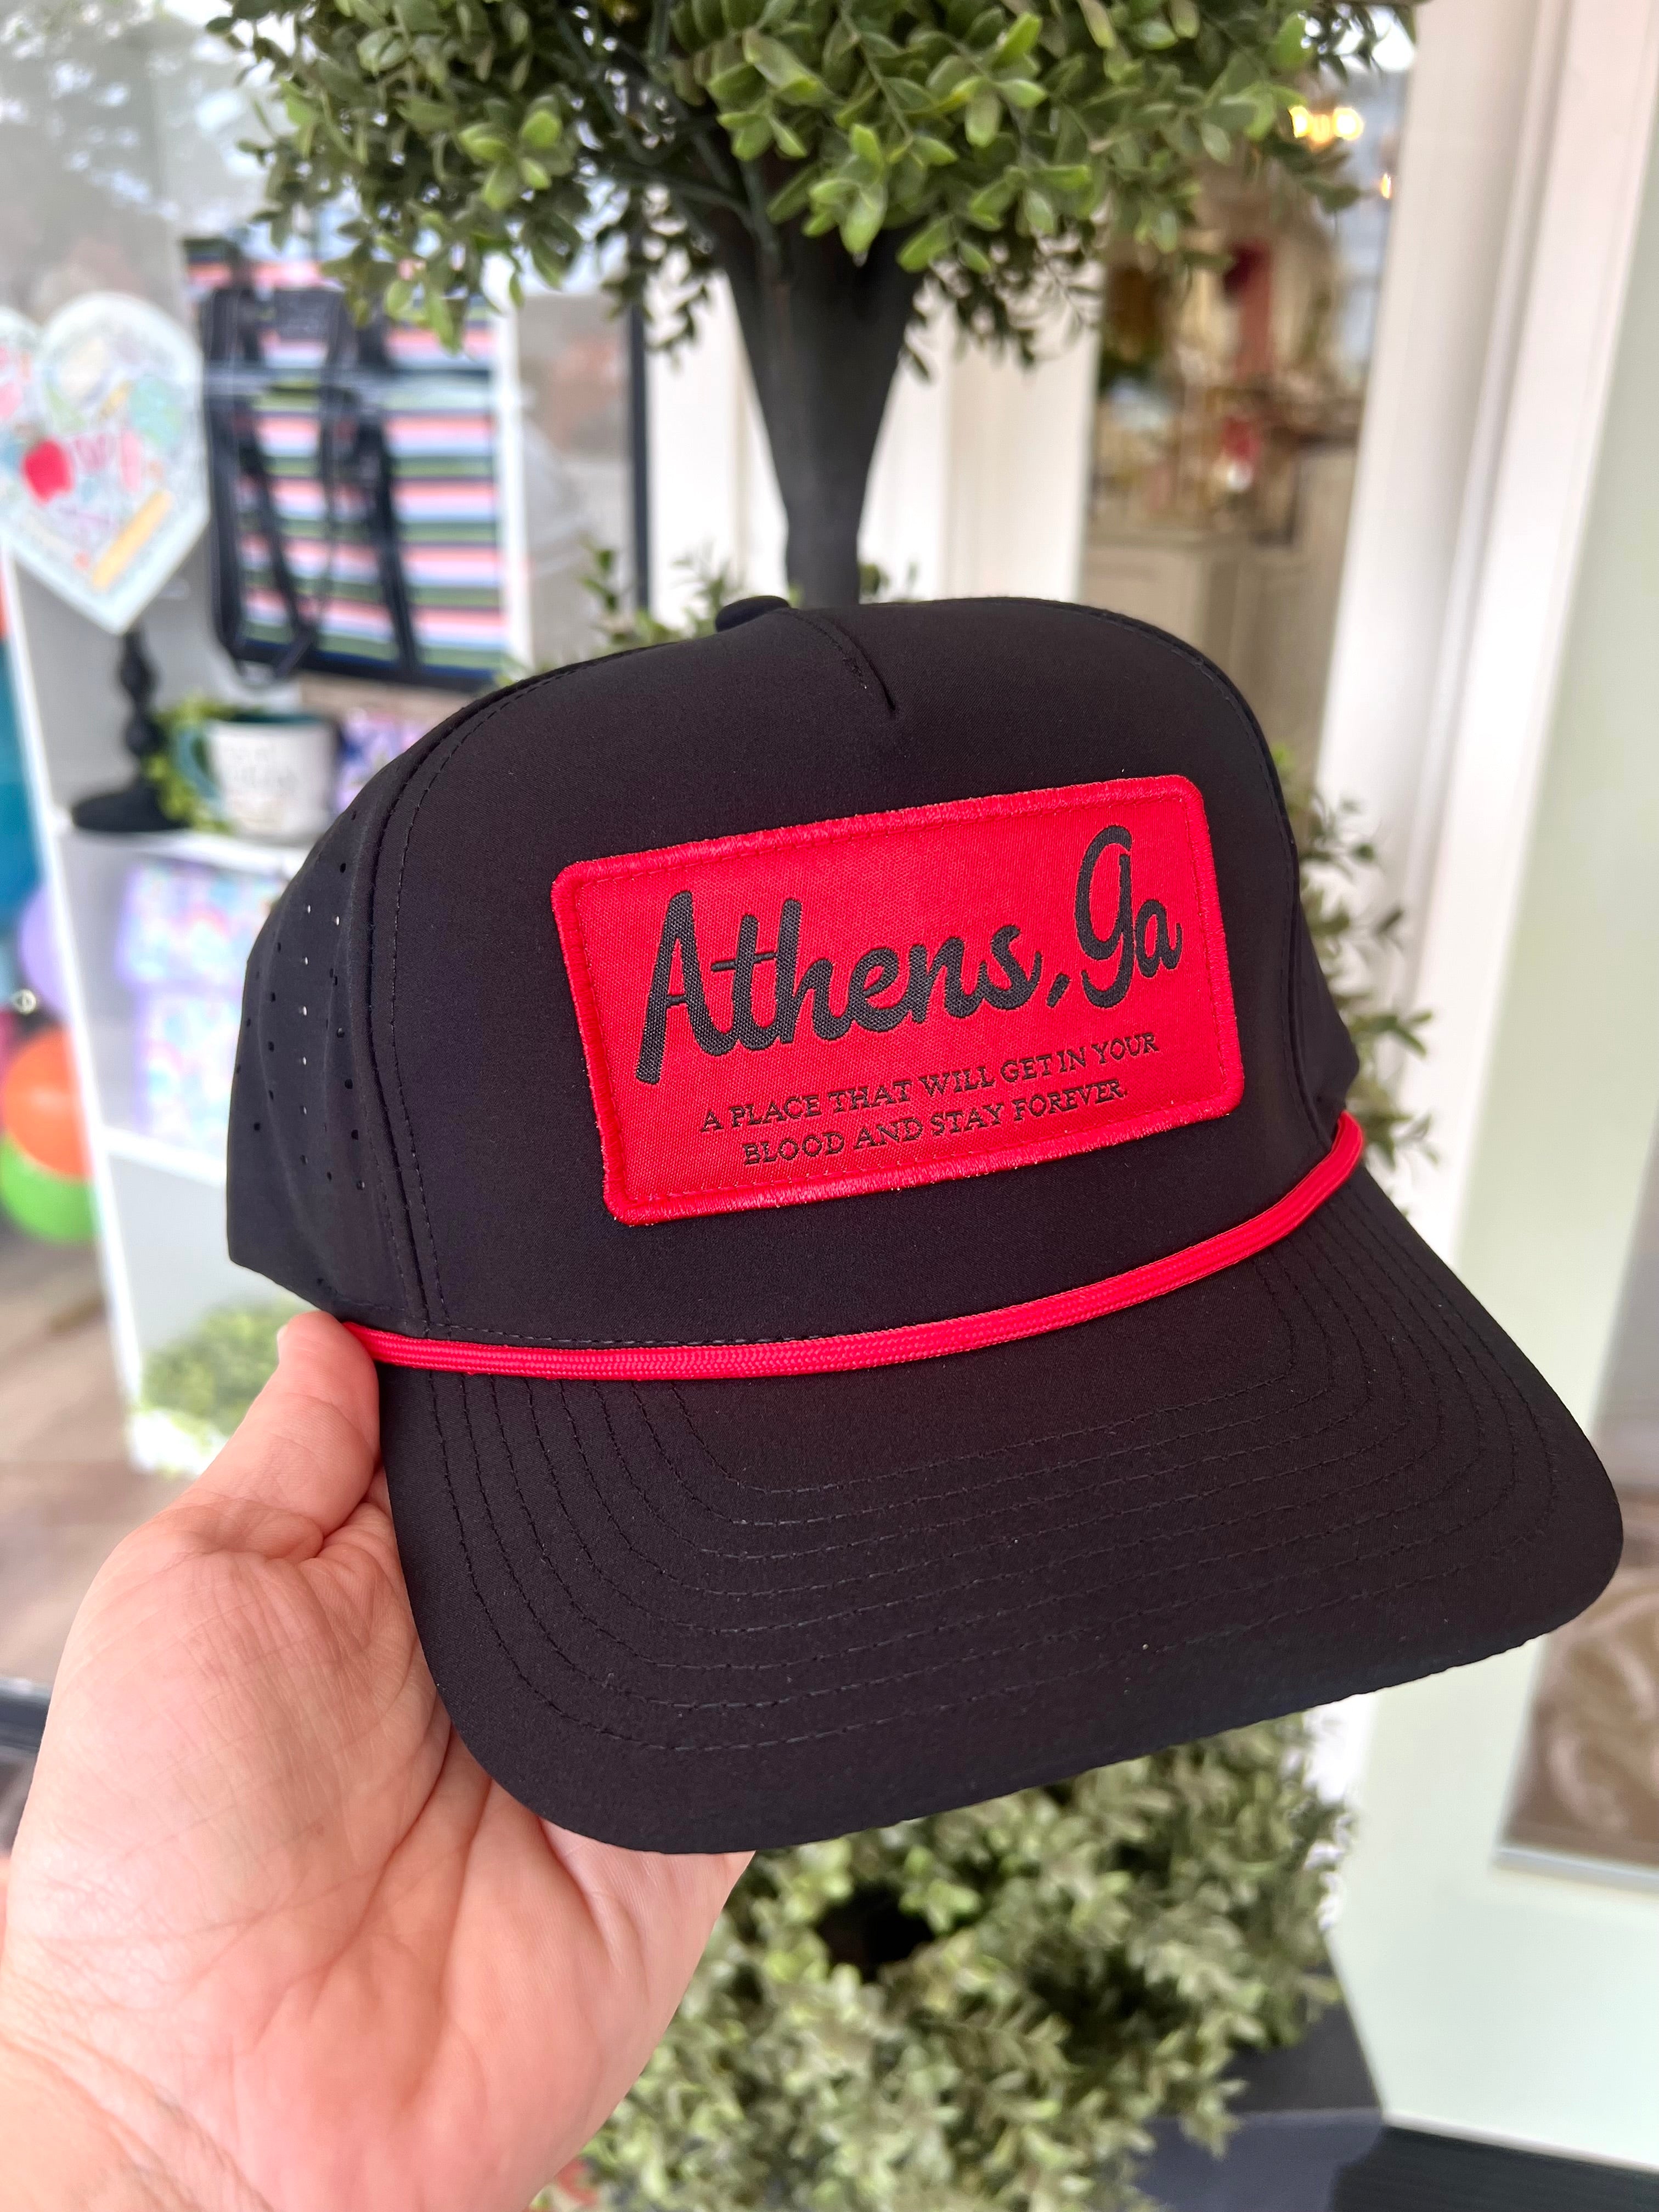 Athens, Ga
A PLACE THAT WILL GET IN YOUR
BLOOD AND STAY FOREVER.